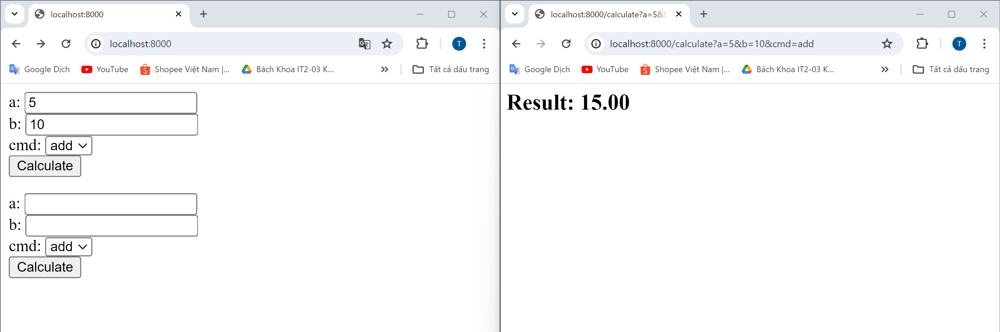 localhost:8000
localhost:8000
Google Dịch YouTube Shopee Việt Nam |... Bách Khoa IT2-03 K... Tất cả dấu trang
a: 5
b: 10
cmd: add
Calculate
a:
b:
cmd: add
Calculate
localhost:8000/calculate?a=5&b
localhost:8000/calculate?a=5&b=10&cmd=add
T
Google Dịch YouTube Shopee Việt Nam |... Bách Khoa IT2-03 K... Tất cả dấu trang
Result: 15.00